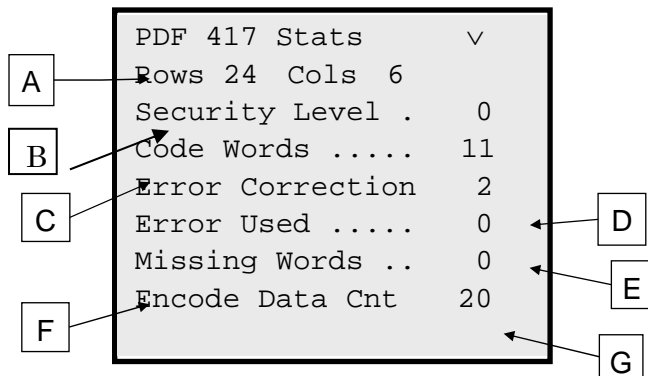 PDF 417 Stats v
A
Rows 24 Cols 6
Security Level . 0
B
Code Words ..... 11
Error Correction 2
C
Error Used ..... 0
D
Missing Words .. 0
E
Encode Data Cnt 20
F
G